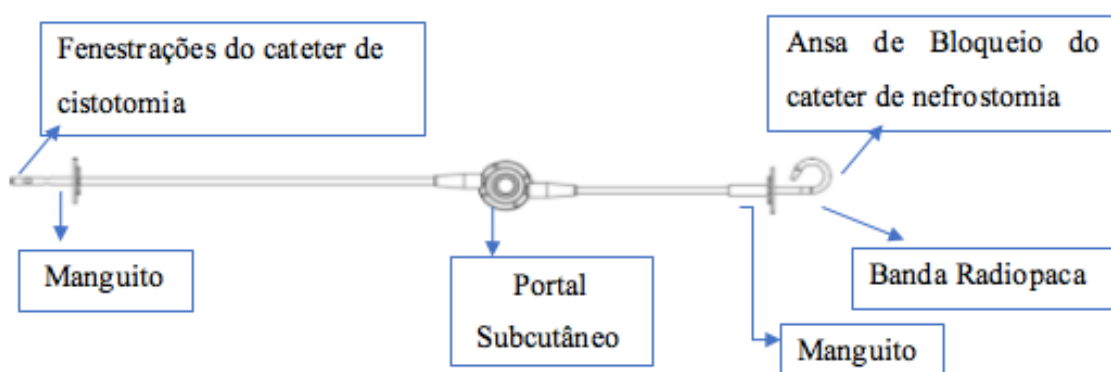 Fenestrações do cateter de
cistotomia
Ansa de Bloqueio do
cateter de nefrostomia
Manguito
Portal
Subcutâneo
Banda Radiopaca
Manguito